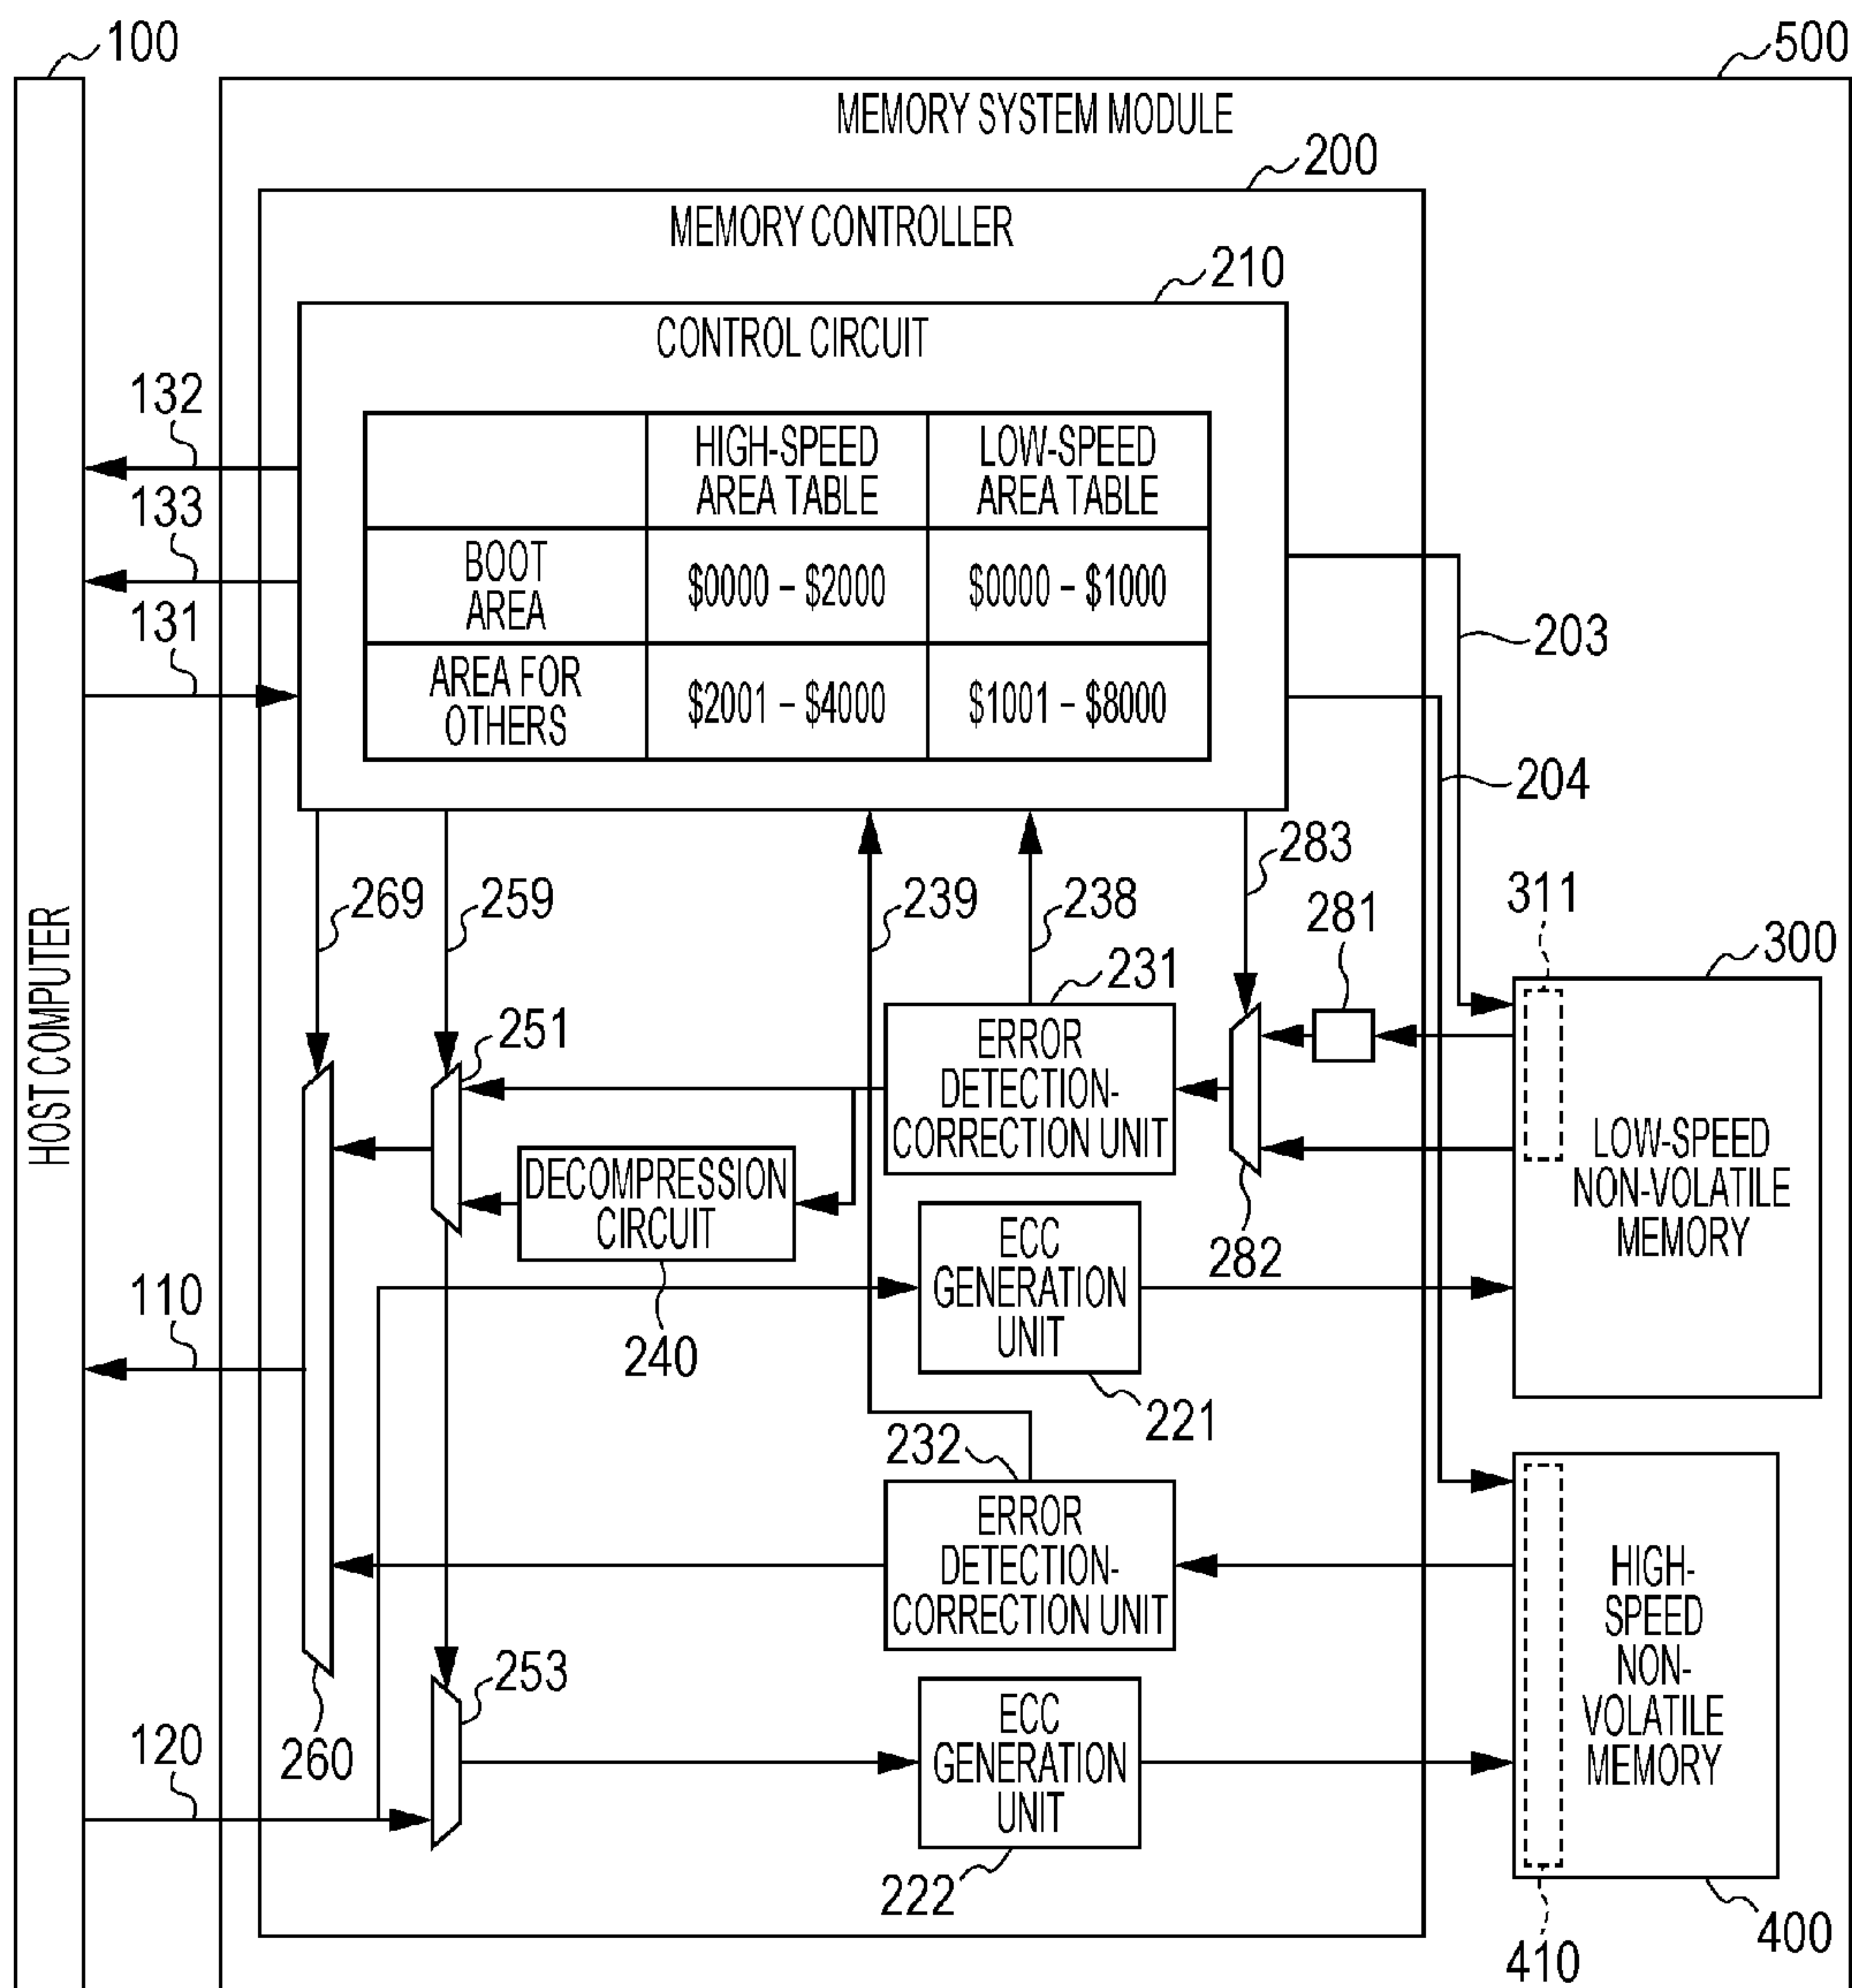 100
500
MEMORY SYSTEM MODULE
200
MEMORY CONTROLLER
210
CONTROL CIRCUIT
132
133
131
HIGH-SPEED
AREA TABLE
LOW-SPEED
AREA TABLE
BOOT
AREA
$0000 – $2000
$0000 – $1000
AREA FOR
OTHERS
$2001 – $4000
$1001 – $8000
203
204
HOST COMPUTER
269
259
239
238
283
281
311
300
251
231
ERROR
DETECTION-
CORRECTION UNIT
LOW-SPEED
NON-VOLATILE
MEMORY
DECOMPRESSION
CIRCUIT
240
282
110
ECC
GENERATION
UNIT
221
232
ERROR
DETECTION-
CORRECTION UNIT
HIGH-
SPEED
NON-
VOLATILE
MEMORY
253
260
120
ECC
GENERATION
UNIT
222
410
400